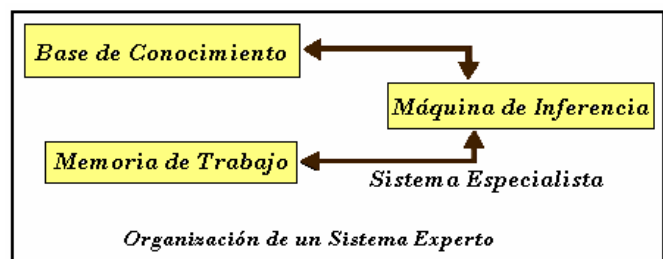 Base de Conocimiento
Máquina de Inferencia
Memoria de Trabajo
Sistema Especialista
Organización de un Sistema Experto